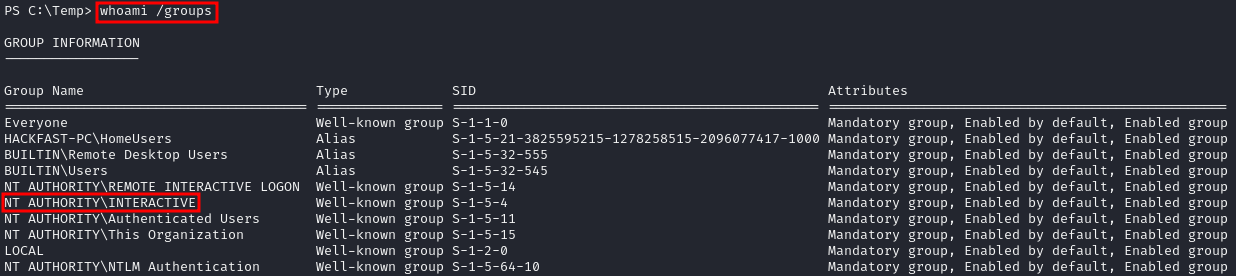 PS C:\Temp> whoami /groups
GROUP INFORMATION
-----------------
Group Name Type SID Attributes
====================================== ================ ============================================== ==================================================
Everyone Well-known group S-1-1-0 Mandatory group, Enabled by default, Enabled group
HACKFAST-PC\HomeUsers Alias S-1-5-21-3825595215-1278258515-2096077417-1000 Mandatory group, Enabled by default, Enabled group
BUILTIN\Remote Desktop Users Alias S-1-5-32-555 Mandatory group, Enabled by default, Enabled group
BUILTIN\Users Alias S-1-5-32-545 Mandatory group, Enabled by default, Enabled group
NT AUTHORITY\REMOTE INTERACTIVE LOGON Well-known group S-1-5-14 Mandatory group, Enabled by default, Enabled group
NT AUTHORITY\INTERACTIVE Well-known group S-1-5-4 Mandatory group, Enabled by default, Enabled group
NT AUTHORITY\Authenticated Users Well-known group S-1-5-11 Mandatory group, Enabled by default, Enabled group
NT AUTHORITY\This Organization Well-known group S-1-5-15 Mandatory group, Enabled by default, Enabled group
LOCAL Well-known group S-1-2-0 Mandatory group, Enabled by default, Enabled group
NT AUTHORITY\NTLM Authentication Well-known group S-1-5-64-10 Mandatory group, Enabled by default, Enabled group